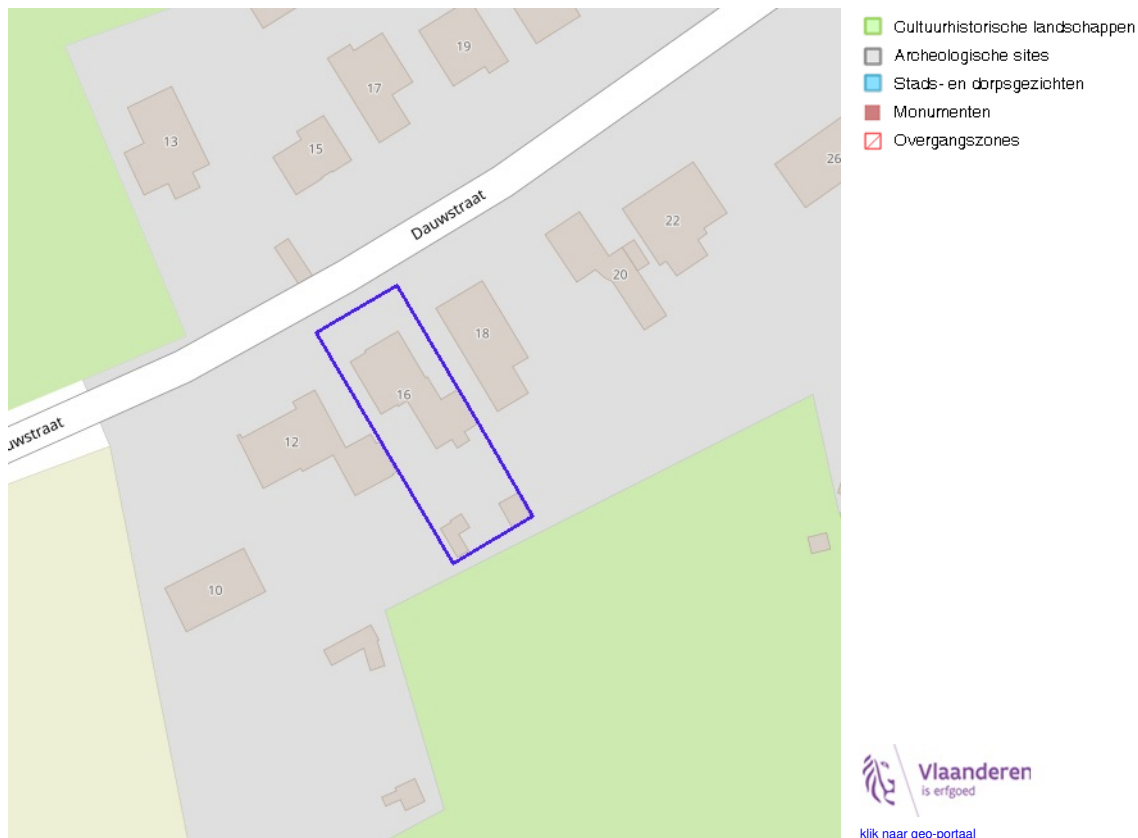 19
17
13
15
Dauwstraat
26
22
20
18
16
uwstraat
12
10
Cultuurhistorische landschappen
Archeologische sites
Stads- en dorpsgezichten
Monumenten
Overgangszones
Vlaanderen
is erfgoed
klik naar geo-portaal